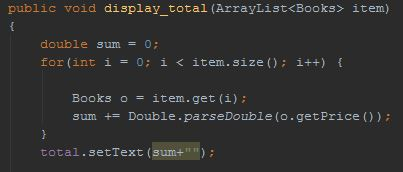 public void display_total(ArrayList<Books> item)
{
    double sum = 0;
    for(int i = 0; i < item.size(); i++) {
        Books o = item.get(i);
        sum += Double.parseDouble(o.getPrice());
    }
    total.setText(sum+"");